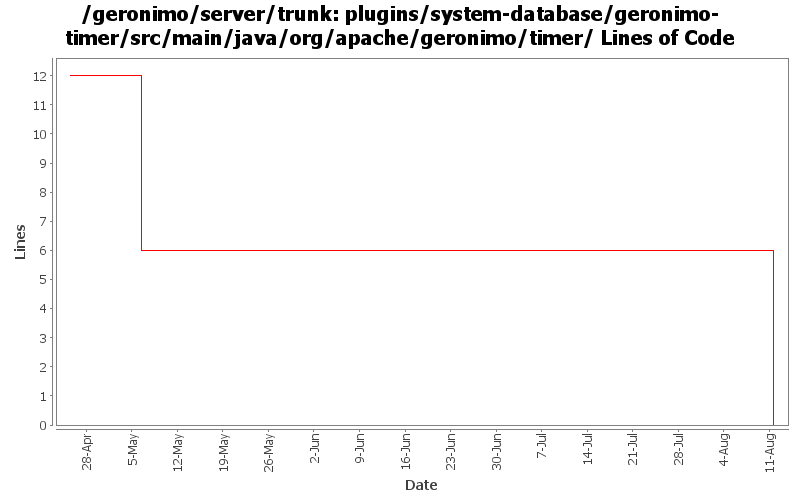 /geronimo/server/trunk: plugins/system-database/geronimo-
timer/src/main/java/org/apache/geronimo/timer/ Lines of Code
Lines
12
11
10
9
8
7
6
5
4
3
2
1
0
28-Apr
5-May
12-May
19-May
26-May
2-Jun
9-Jun
16-Jun
23-Jun
30-Jun
7-Jul
14-Jul
21-Jul
28-Jul
4-Aug
11-Aug
Date